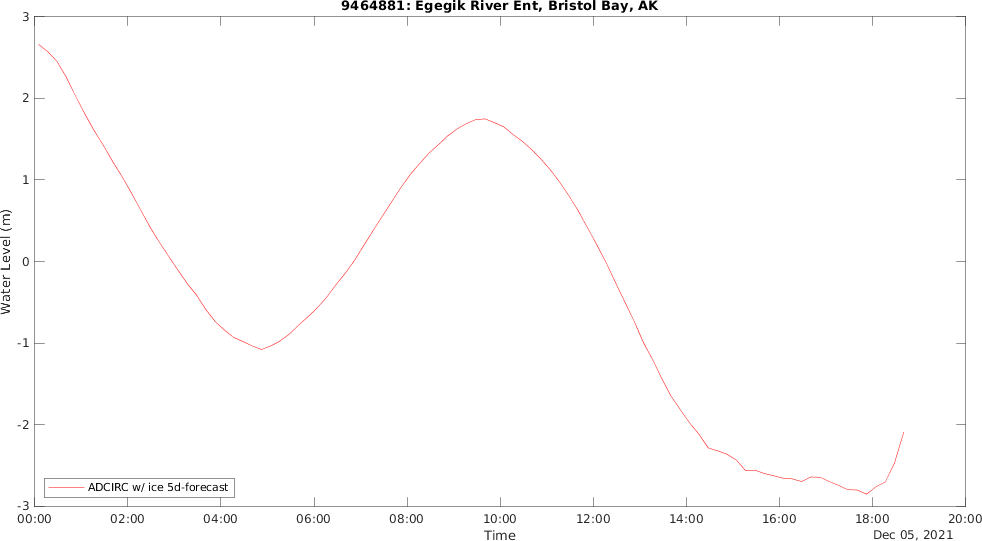 9464881: Egegik River Ent, Bristol Bay, AK
3
2
1
0
-1
-2
-3
Water Level (m)
ADCIRC w/ ice 5d-forecast
00:00 02:00 04:00 06:00 08:00 10:00 12:00 14:00 16:00 18:00 20:00
Time
Dec 05, 2021